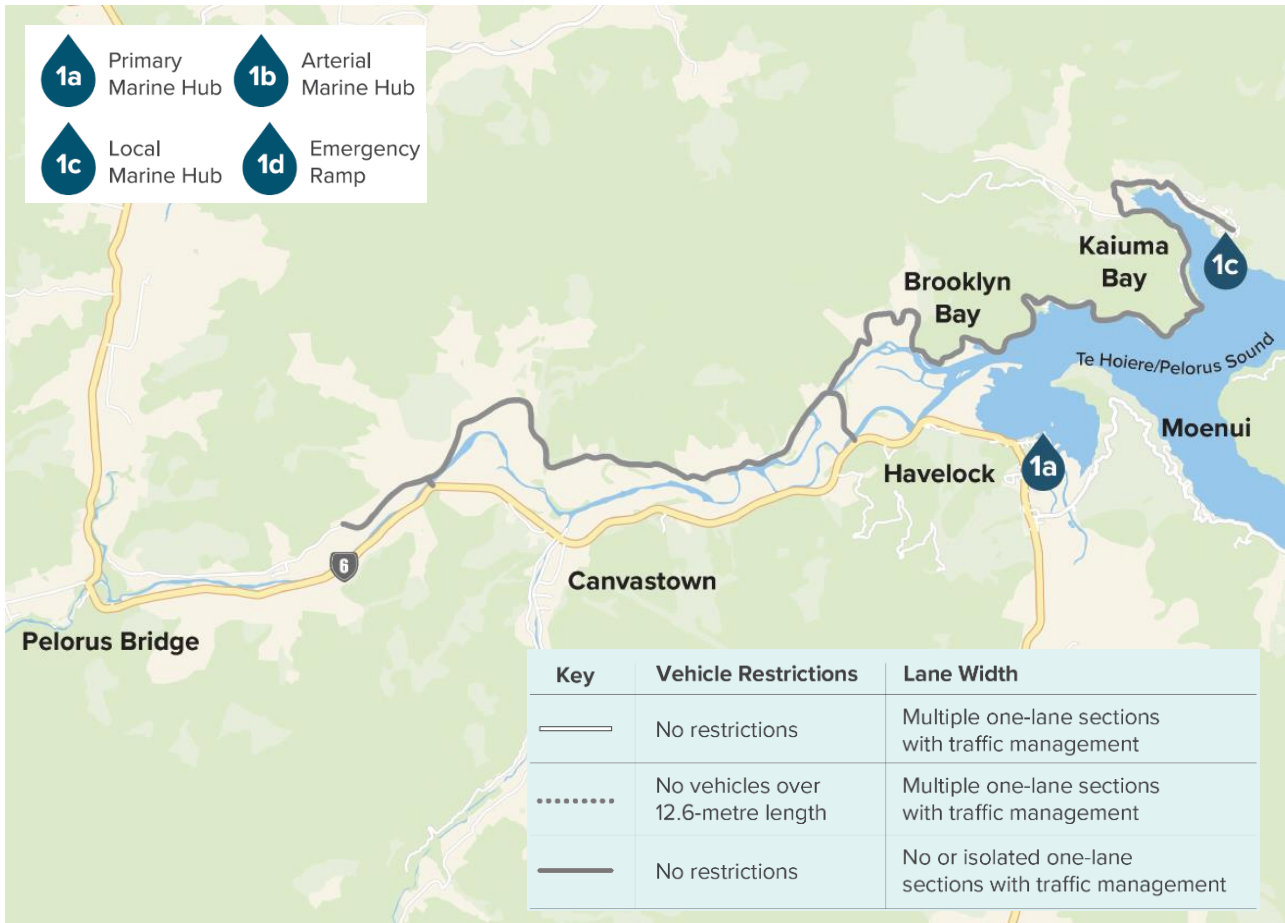 1a
Primary
Marine Hub
1b
Arterial
Marine Hub
1c
Local
Marine Hub
1d
Emergency
Ramp
Kaiuma
Bay
1c
Brooklyn
Bay
Te Hoiere/Pelorus Sound
Moenui
1a
Havelock
6
Canvastown
Pelorus Bridge
Key
Vehicle Restrictions
Lane Width
No restrictions
Multiple one-lane sections
with traffic management
No vehicles over
12.6-metre length
Multiple one-lane sections
with traffic management
No restrictions
No or isolated one-lane
sections with traffic management